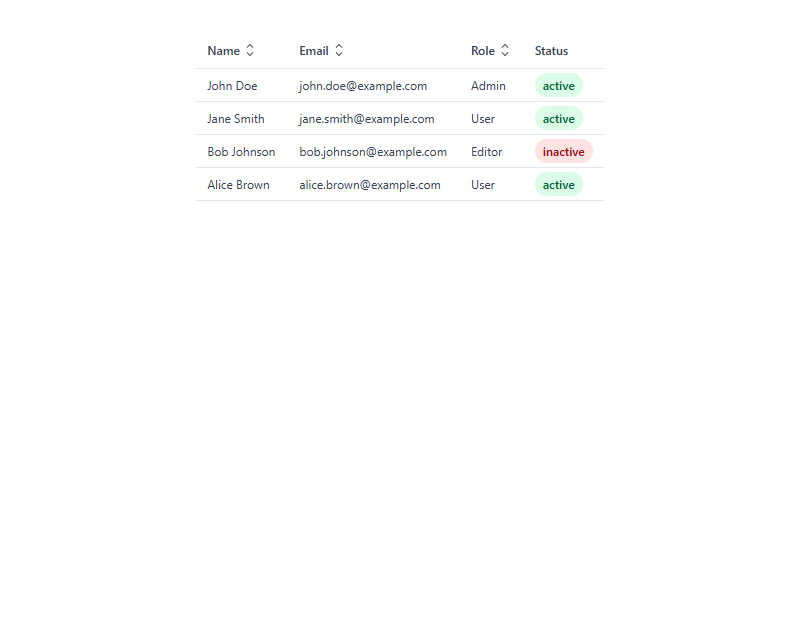 Name Email Role Status
John Doe john.doe@example.com Admin active
Jane Smith jane.smith@example.com User active
Bob Johnson bob.johnson@example.com Editor inactive
Alice Brown alice.brown@example.com User active